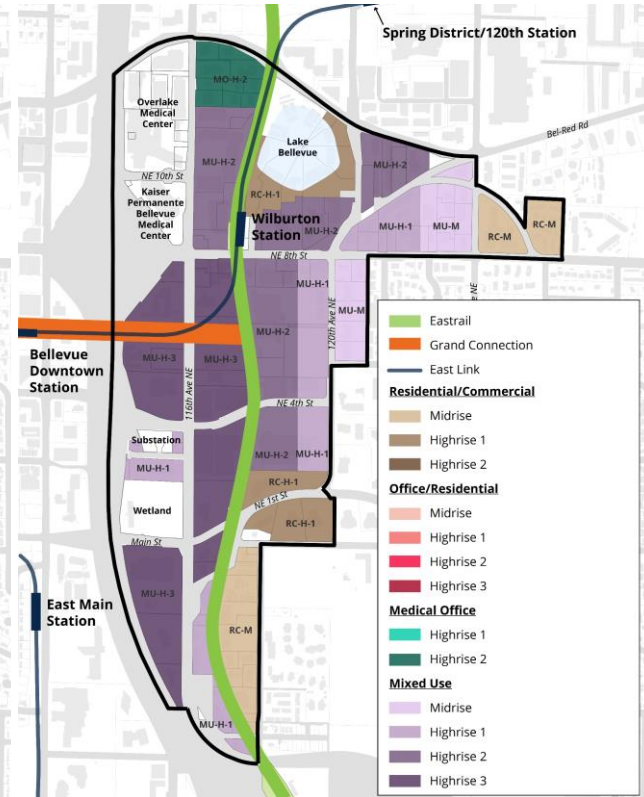 Spring District/120th Station
MO-H-2
Overlake
Medical
Center
Lake
Bellevue
Bel-Red Rd
MU-H-2
MU-H-2
NE 10th St
RC-H-1
Kaiser
Permanente
Bellevue
Medical
Center
Wilburton
Station
MU-H-2
MU-H-1
MU-M
RC-M
RC-M
NE 8th St
MU-H-1
120th Ave NE
MU-M
MU-H-2
MU-H-3
MU-H-3
Bellevue
Downtown
Station
116th Ave NE
NE 4th St
Substation
MU-H-1
MU-H-2
MU-H-1
RC-H-1
NE 1st St
RC-H-1
Wetland
Main St
MU-H-3
East Main
Station
RC-M
MU-H-1
Eastrail
Grand Connection
East Link
Residential/Commercial
Midrise
Highrise 1
Highrise 2
Office/Residential
Midrise
Highrise 1
Highrise 2
Highrise 3
Medical Office
Highrise 1
Highrise 2
Mixed Use
Midrise
Highrise 1
Highrise 2
Highrise 3